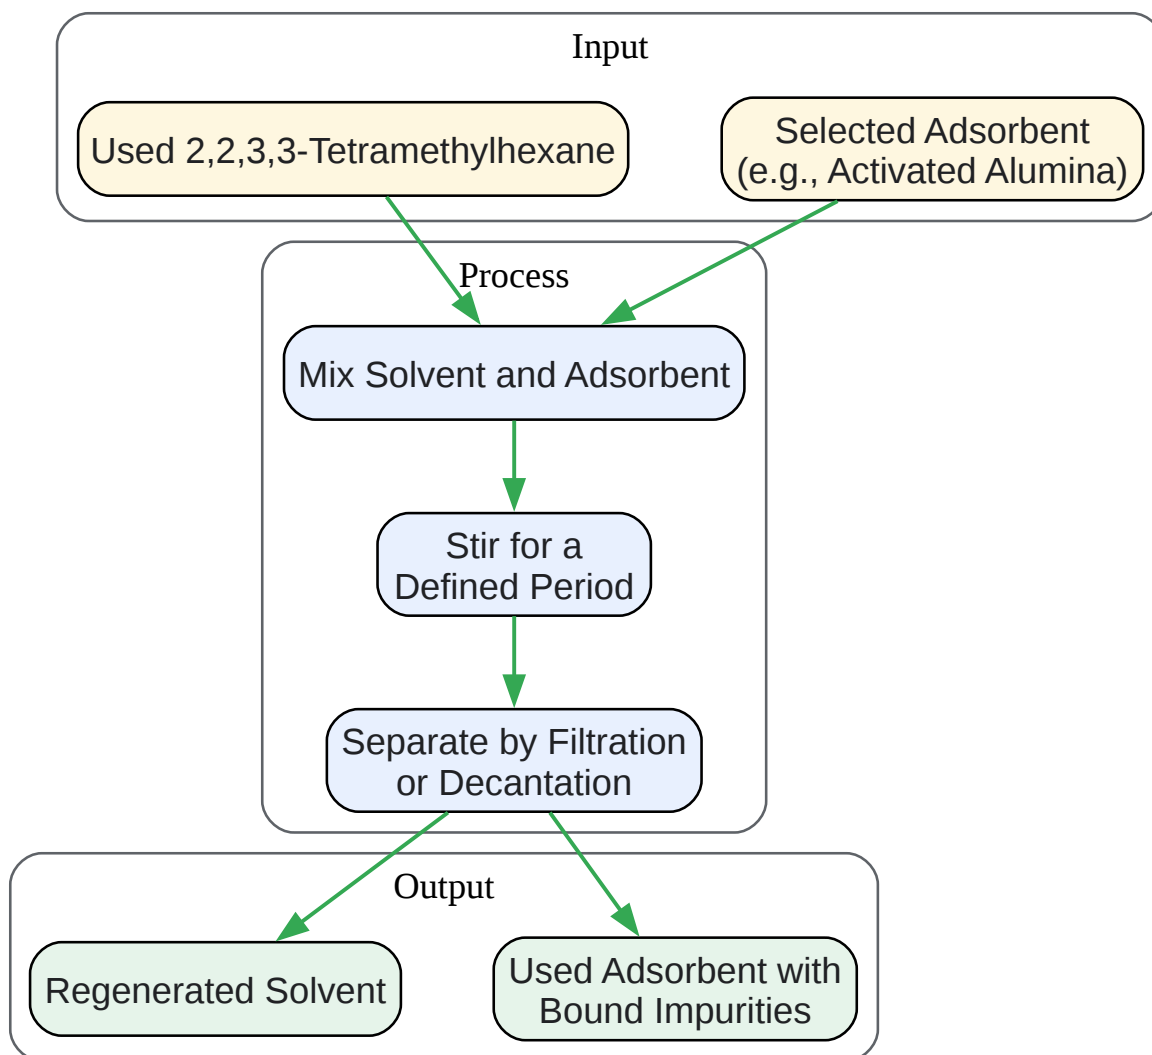 Input
Used 2,2,3,3-Tetramethylhexane
Selected Adsorbent
(e.g., Activated Alumina)
Process
Mix Solvent and Adsorbent
Stir for a
Defined Period
Separate by Filtration
or Decantation
Output
Regenerated Solvent
Used Adsorbent with
Bound Impurities